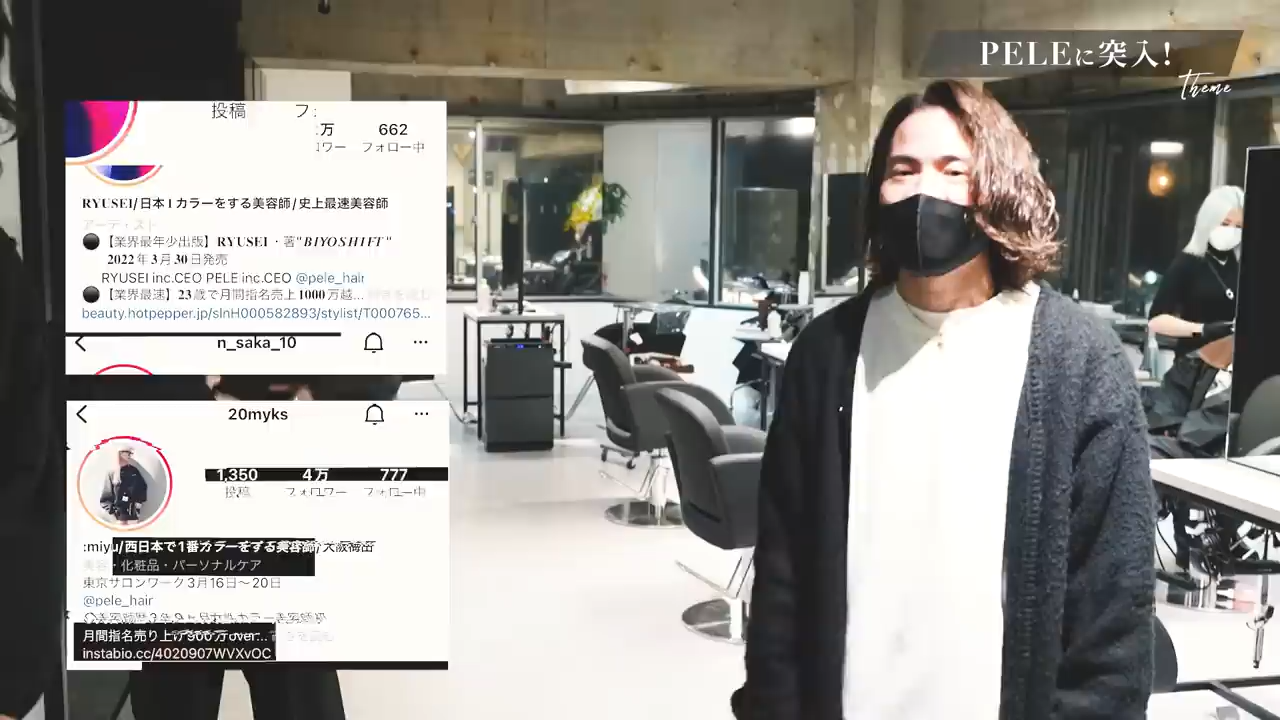 PELEに突入!
theme
投稿
万
662
フォロー中
RYUSEI/日本1カラーをする美容師/史上最速美容師
アーティスト
●【業界最年少出版】RYUSEI・著"BIYOSHIFT"
2022年3月30日発売
RYUSEI inc.CEO PELE inc.CEO @pele_hair
●【業界最速】23歳で月間指名売上1000万越...
beauty.hotpepper.jp/slnH000582893/stylist/T000765...
n_saka_10
20myks
1,350 4万 777
投稿 フォロワー フォロー中
:miyu/西日本で1番カラーをする美容師/大阪梅田
美容・化粧品・パーソナルケア
東京サロンワーク3月16日〜20日
@pele_hair
月間指名売り上げ900万over...
instabio.cc/4020907WVXvOC